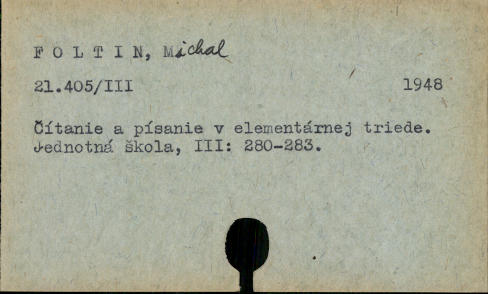 F O L T I N, Michal
21.405/III 1948
Čítanie a písanie v elementárnej triede.
Jednotná škola, III: 280-283.